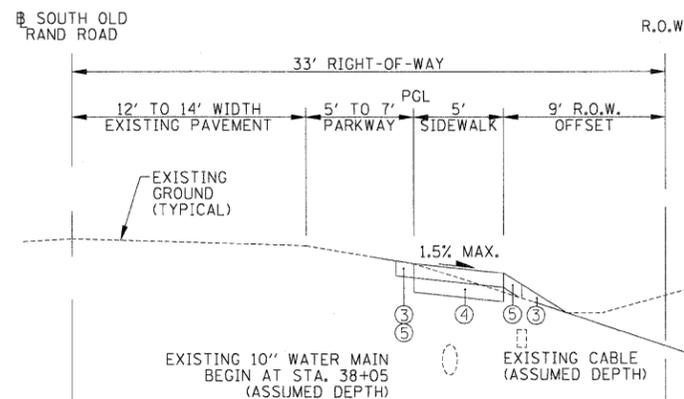 ℄ SOUTH OLD
RAND ROAD
R.O.W
33' RIGHT-OF-WAY
PGL
12' TO 14' WIDTH
EXISTING PAVEMENT
5' TO 7'
PARKWAY
5'
SIDEWALK
9' R.O.W.
OFFSET
EXISTING
GROUND
(TYPICAL)
1.5% MAX.
3
5
4
5
3
EXISTING 10" WATER MAIN
BEGIN AT STA. 38+05
(ASSUMED DEPTH)
EXISTING CABLE
(ASSUMED DEPTH)